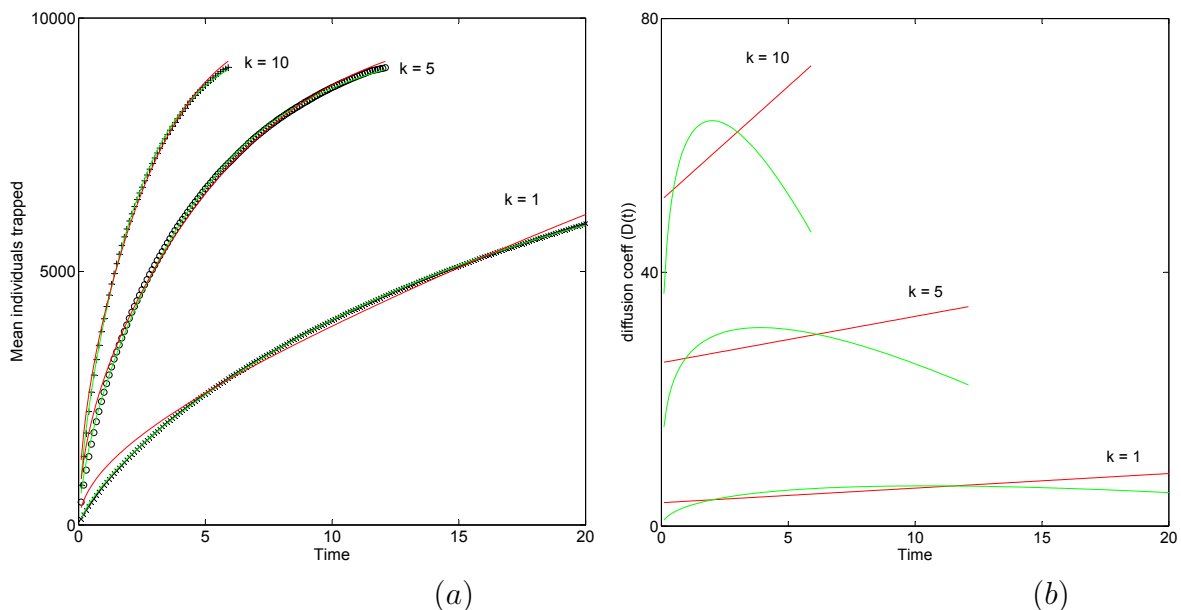 10000
5000
0
0
5
10
15
20
Time
Mean individuals trapped
k = 10
k = 5
k = 1
(a)
80
40
0
0
5
10
15
20
Time
diffusion coeff (D(t))
k = 10
k = 5
k = 1
(b)